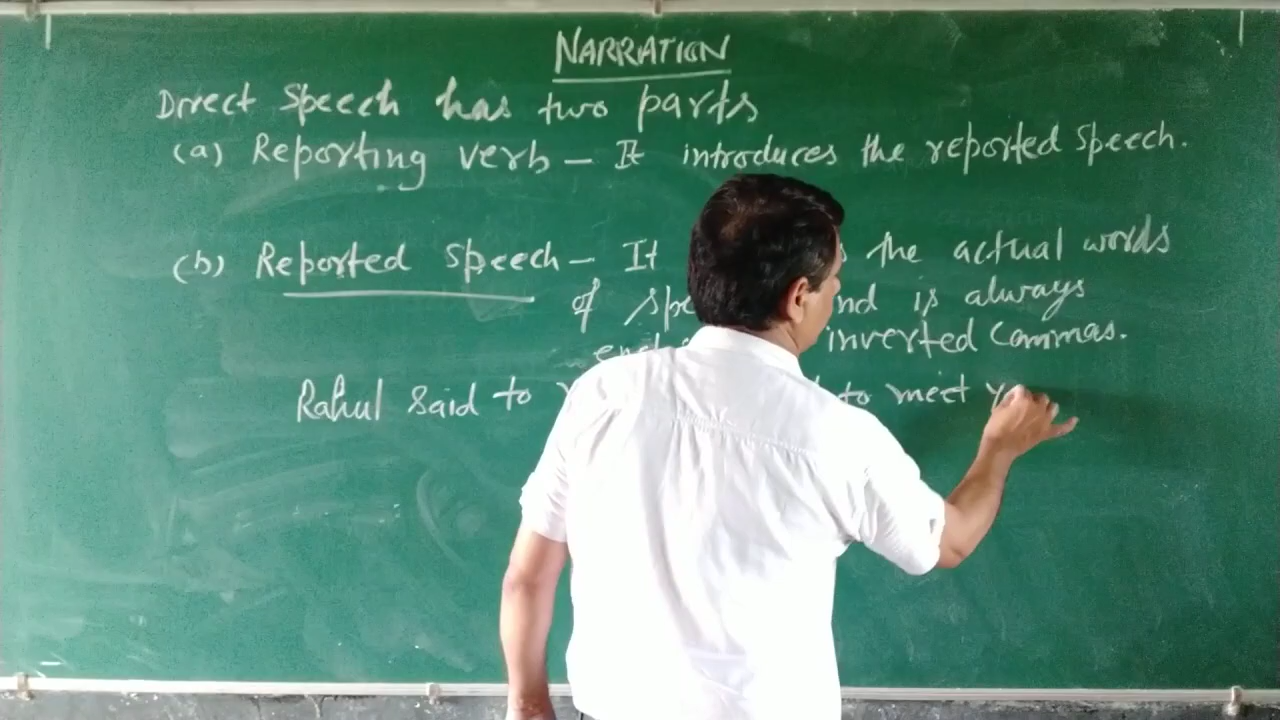 NARRATION
Direct Speech has two parts
(a) Reporting verb – It introduces the reported Speech.
(b) Reported Speech – It the actual words
of is always
inverted Commas.
Rahul said to to meet